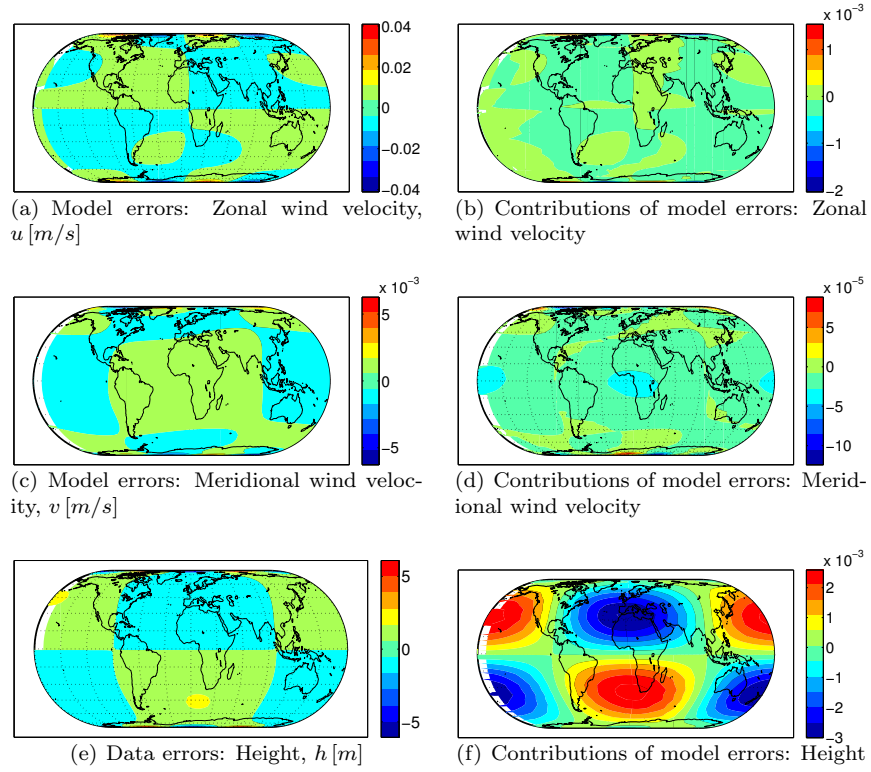 0.04
0.02
0
−0.02
−0.04
x 10⁻³
1
0
−1
−2
(a) Model errors: Zonal wind velocity,
u [m/s]
(b) Contributions of model errors: Zonal
wind velocity
x 10⁻³
5
0
−5
x 10⁻⁵
5
0
−5
−10
(c) Model errors: Meridional wind veloc-
ity, v [m/s]
(d) Contributions of model errors: Merid-
ional wind velocity
5
0
−5
x 10⁻³
2
1
0
−1
−2
−3
(e) Data errors: Height, h [m]
(f) Contributions of model errors: Height